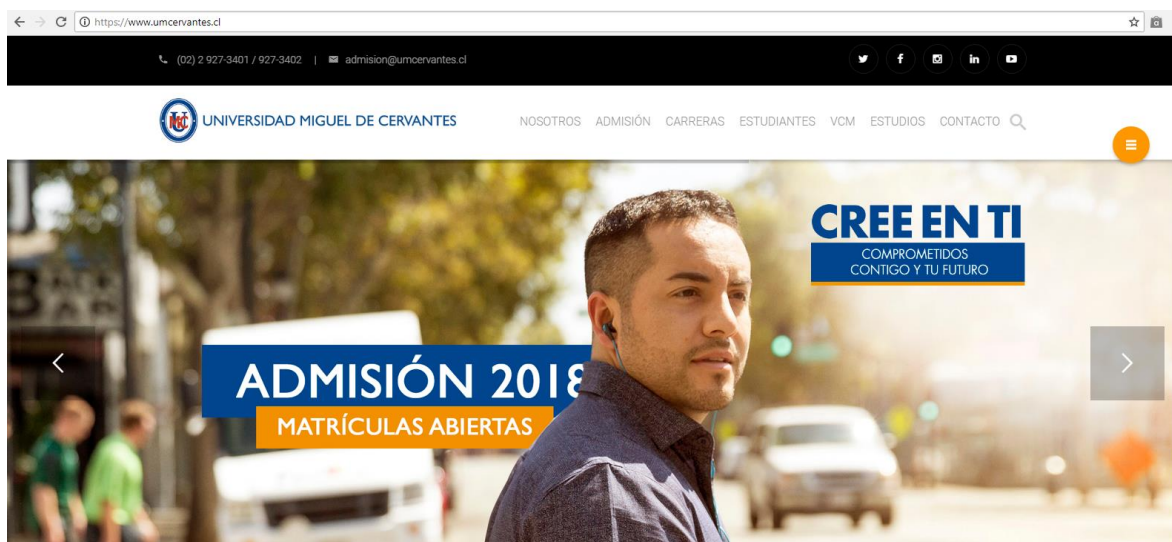 https://www.umcervantes.cl
(02) 2 927-3401 / 927-3402 | admision@umcervantes.cl
UMC
UNIVERSIDAD MIGUEL DE CERVANTES
NOSOTROS ADMISIÓN CARRERAS ESTUDIANTES VCM ESTUDIOS CONTACTO
CREE EN TI
COMPROMETIDOS
CONTIGO Y TU FUTURO
ADMISIÓN 2018
MATRÍCULAS ABIERTAS